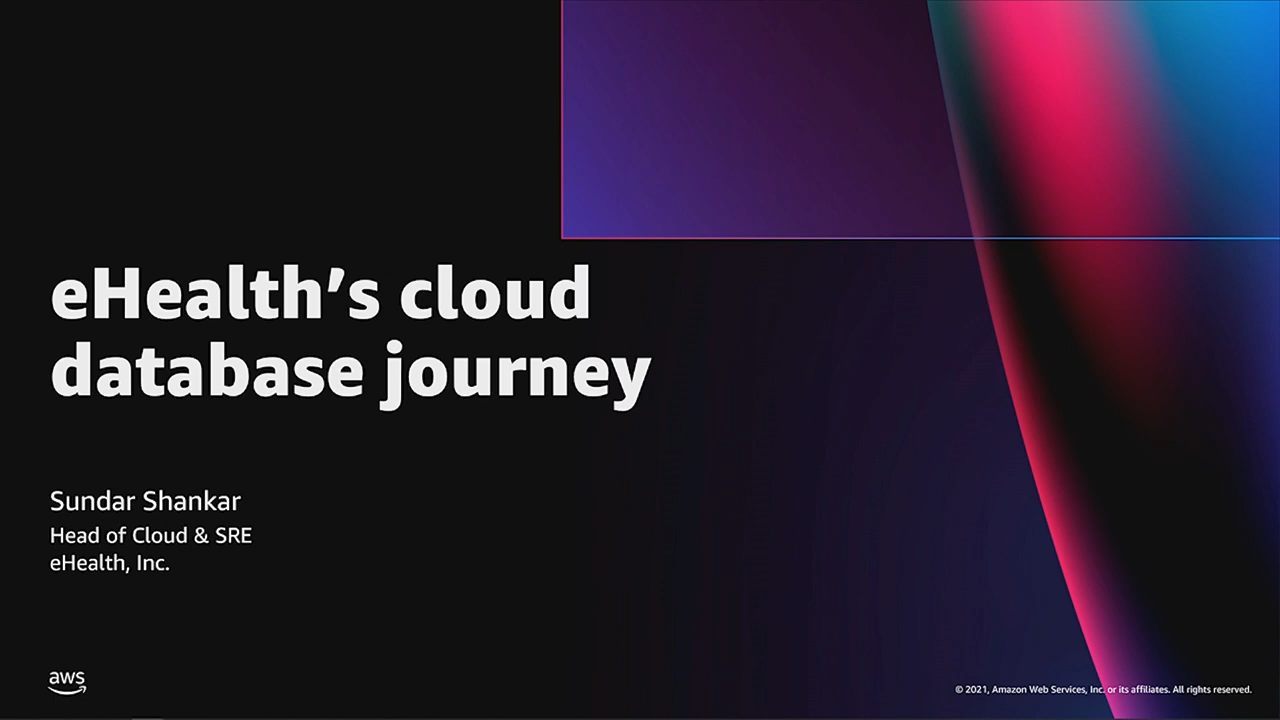 eHealth’s cloud
database journey
Sundar Shankar
Head of Cloud & SRE
eHealth, Inc.
aws
© 2021, Amazon Web Services, Inc. or its affiliates. All rights reserved.